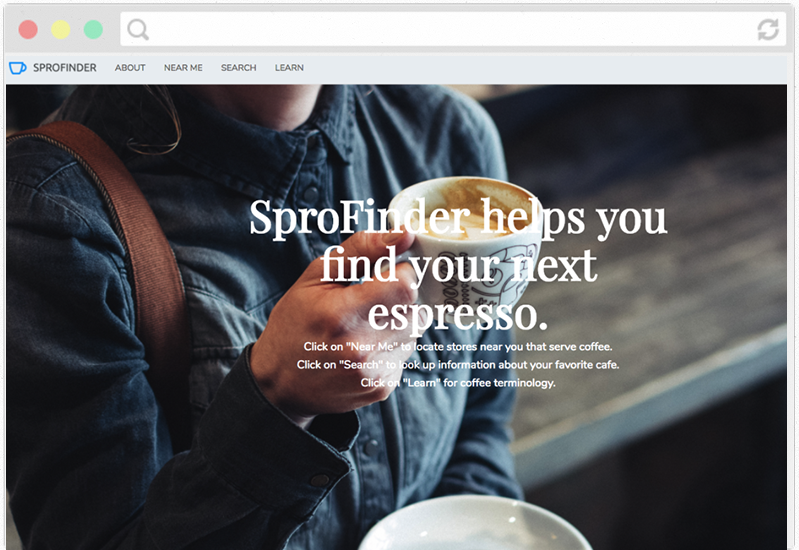 SPROFINDER ABOUT NEAR ME SEARCH LEARN
SproFinder helps you
find your next
espresso.
Click on "Near Me" to locate stores near you that serve coffee.
Click on "Search" to look up information about your favorite cafe.
Click on "Learn" for coffee terminology.